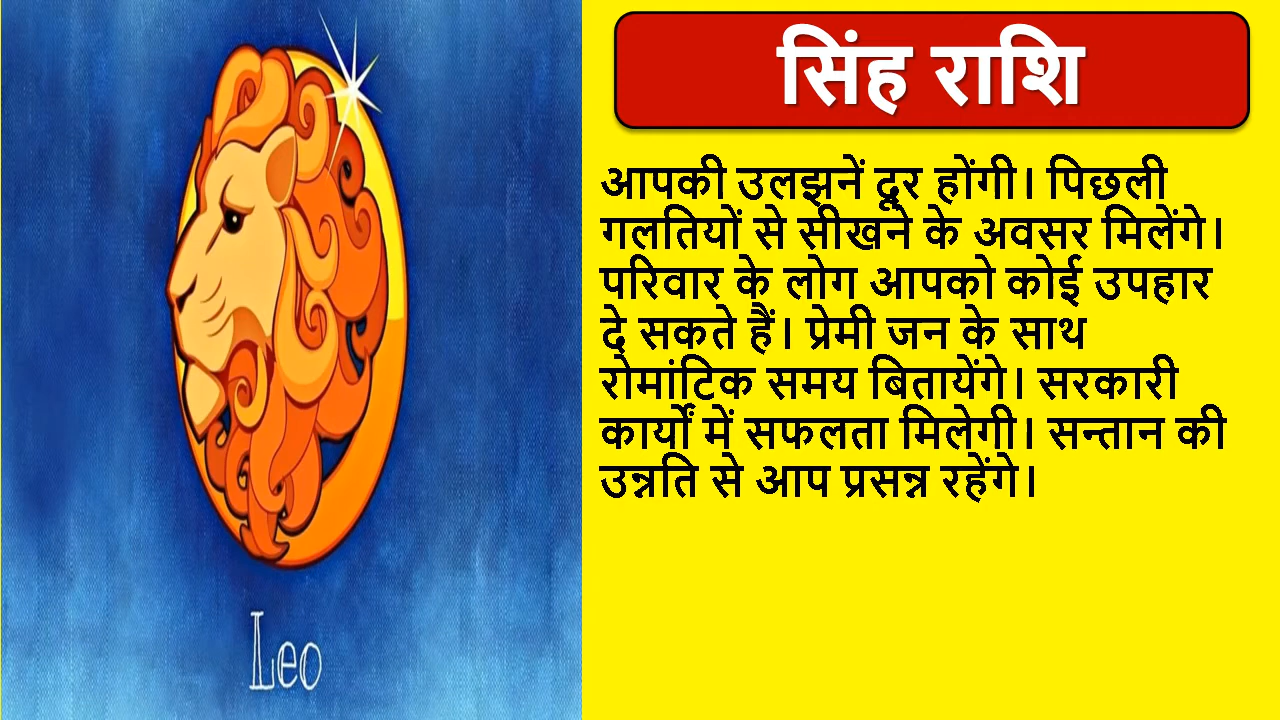 सिंह राशि
आपकी उलझनें दूर होंगी। पिछली
गलतियों से सीखने के अवसर मिलेंगे।
परिवार के लोग आपको कोई उपहार
दे सकते हैं। प्रेमी जन के साथ
रोमांटिक समय बितायेंगे। सरकारी
कार्यों में सफलता मिलेगी। सन्तान की
उन्नति से आप प्रसन्न रहेंगे।
Leo